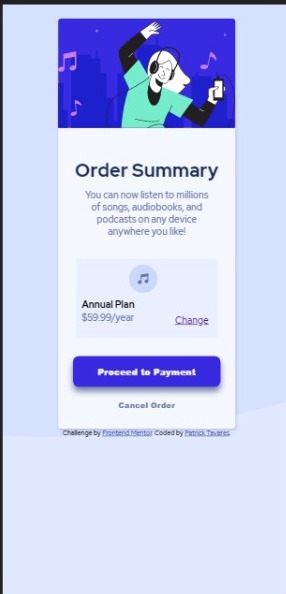 Order Summary
You can now listen to millions
of songs, audiobooks, and
podcasts on any device
anywhere you like!
Annual Plan
$59.99/year
Change
Proceed to Payment
Cancel Order
Challenge by Frontend Mentor. Coded by Patrick Tavares.